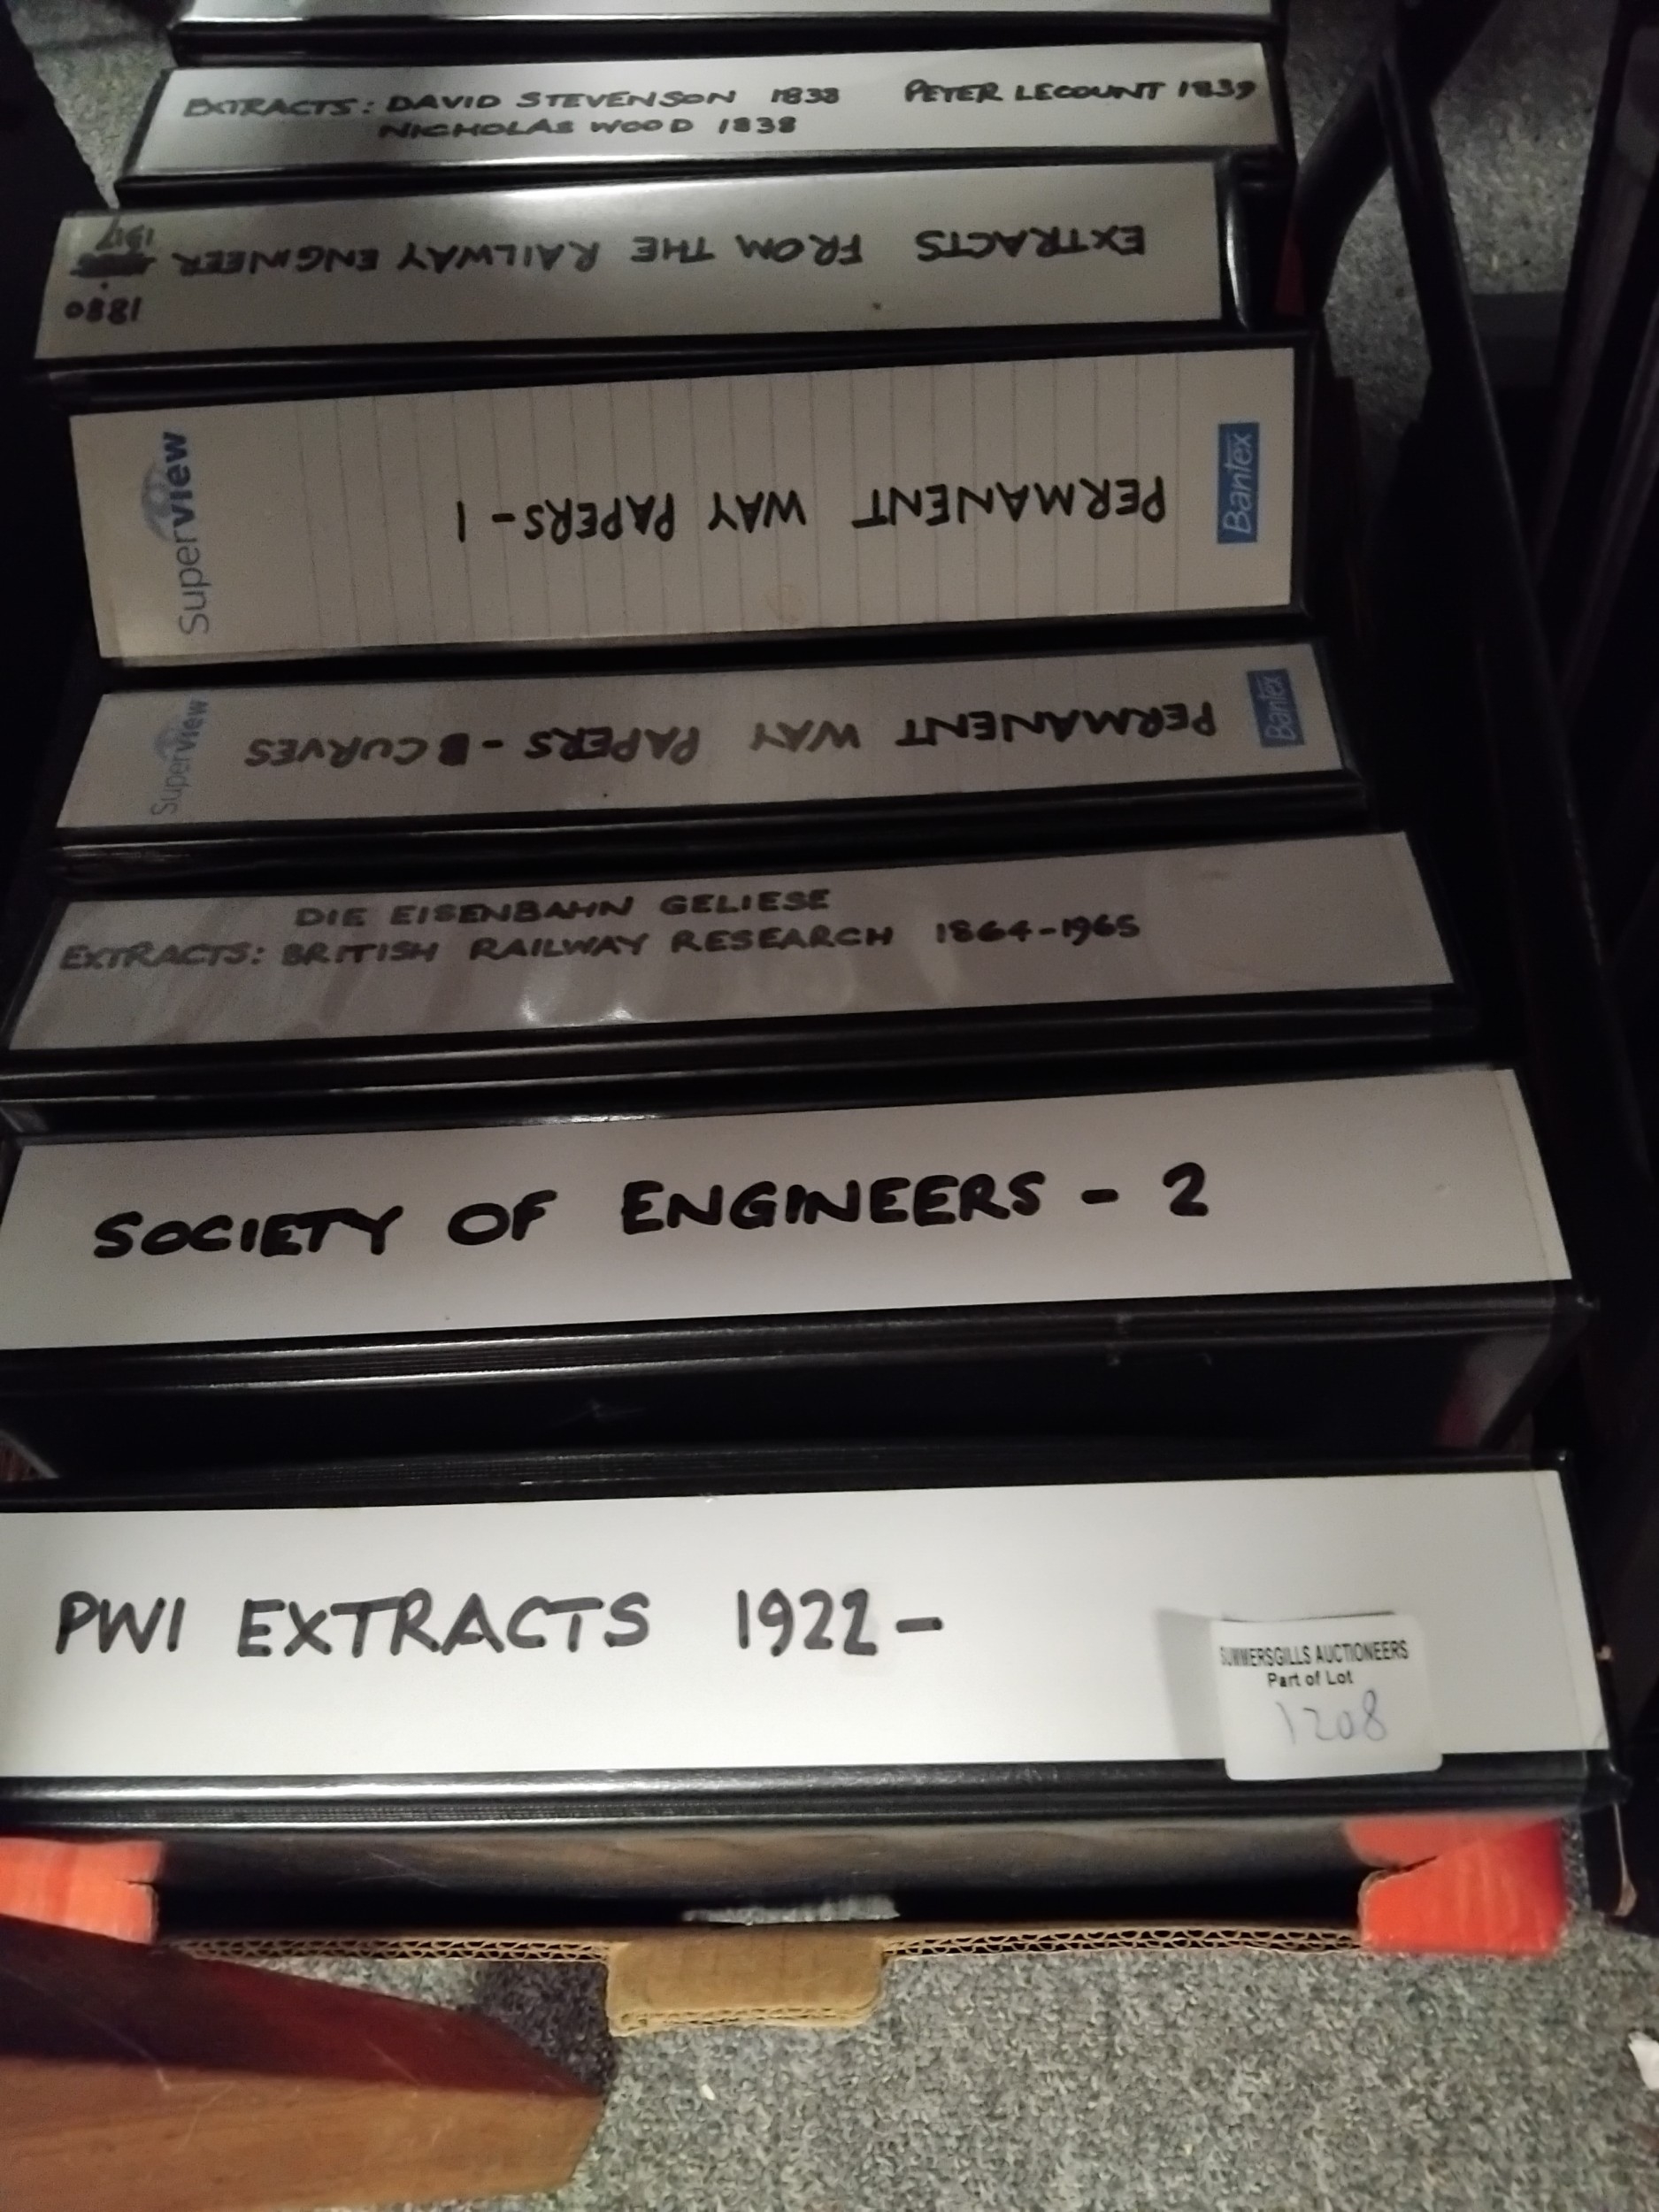 EXTRACTS: DAVID STEVENSON 1838 PETER LECOUNT 1839
NICHOLAS WOOD 1838
EXTRACTS FROM THE RAILWAY ENGINEER 1880
1917
PERMANENT WAY PAPERS - 1
Bantex
Superview
PERMANENT WAY PAPERS - B CURVES
Bantex
Superview
DIE EISENBAHN GELIESE
EXTRACTS: BRITISH RAILWAY RESEARCH 1864-1965
SOCIETY OF ENGINEERS - 2
PWI EXTRACTS 1922 -
SUMMERSGILLS AUCTIONEERS
Part of Lot
1208